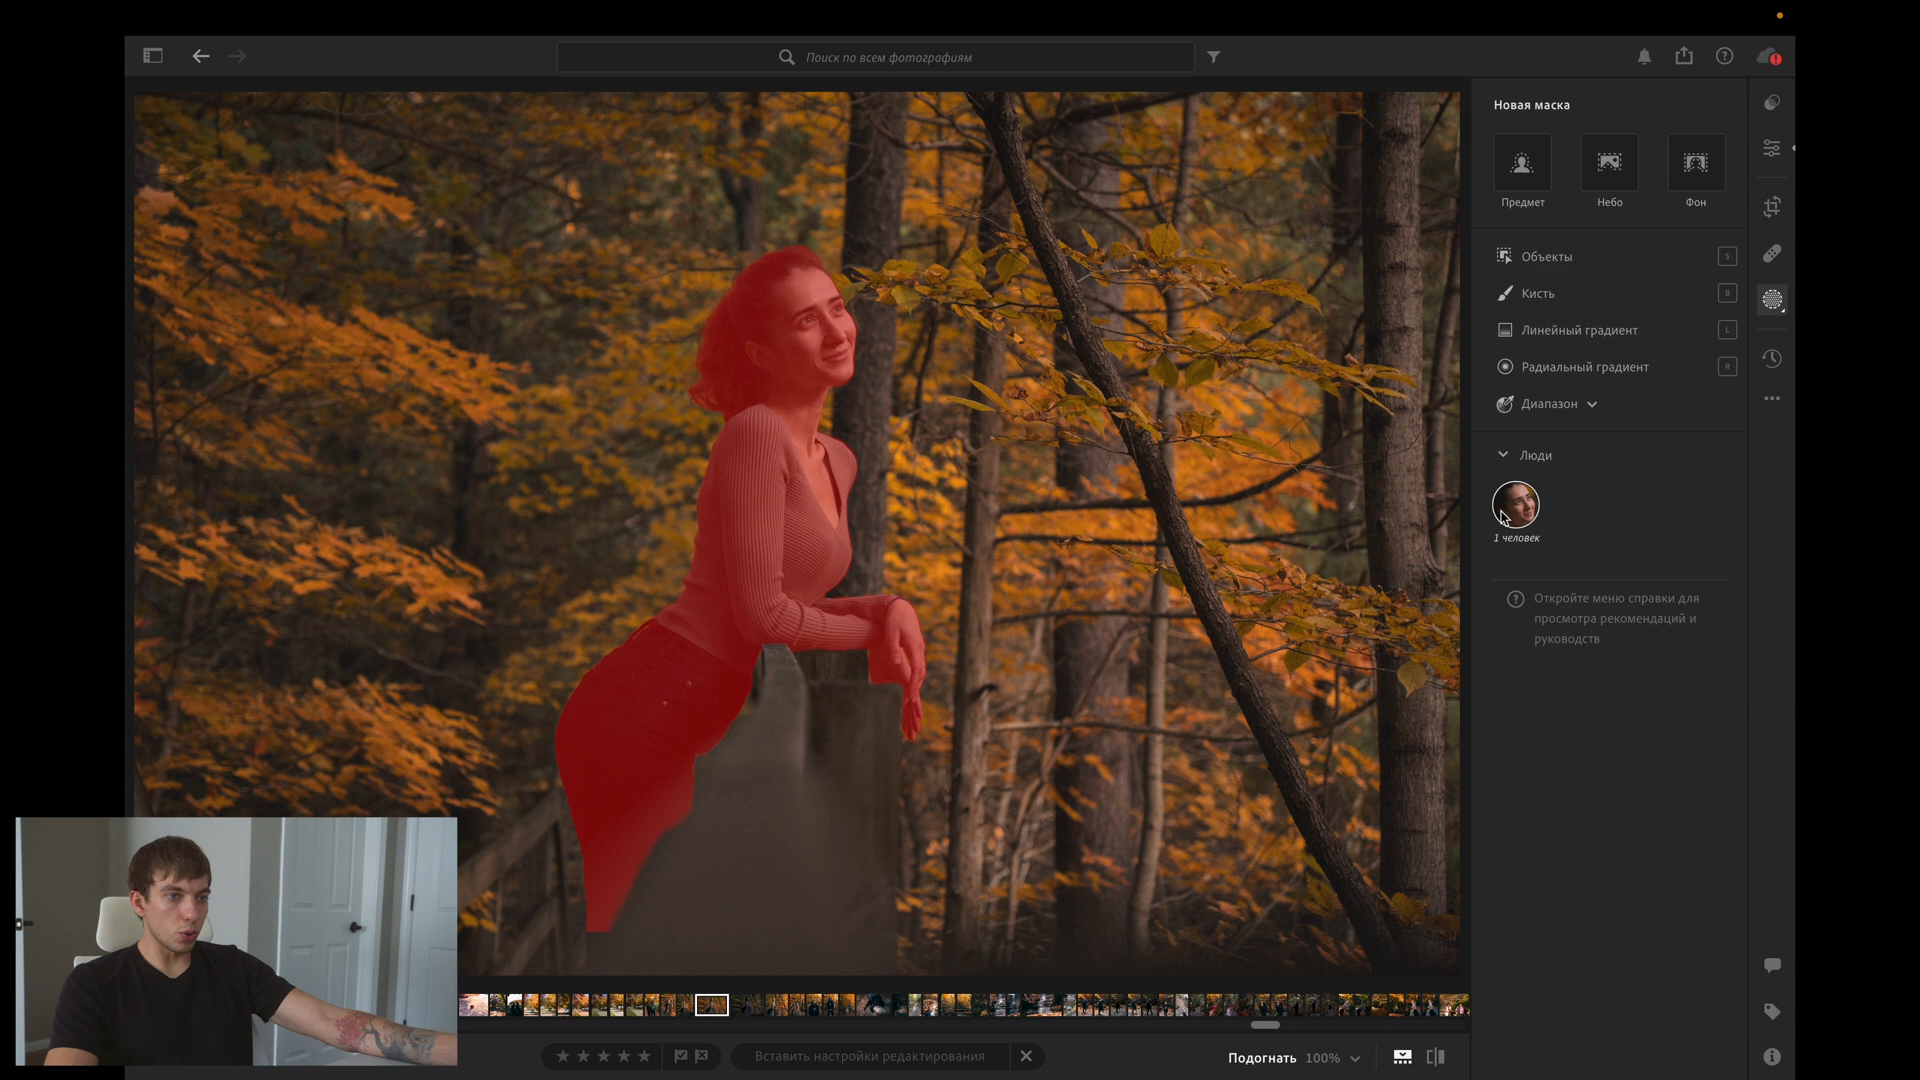 Поиск по всем фотографиям
Новая маска
Предмет
Небо
Фон
Объекты
S
Кисть
B
Линейный градиент
L
Радиальный градиент
R
Диапазон
Люди
1 человек
Откройте меню справки для
просмотра рекомендаций и
руководств
Вставить настройки редактирования
Подогнать 100%